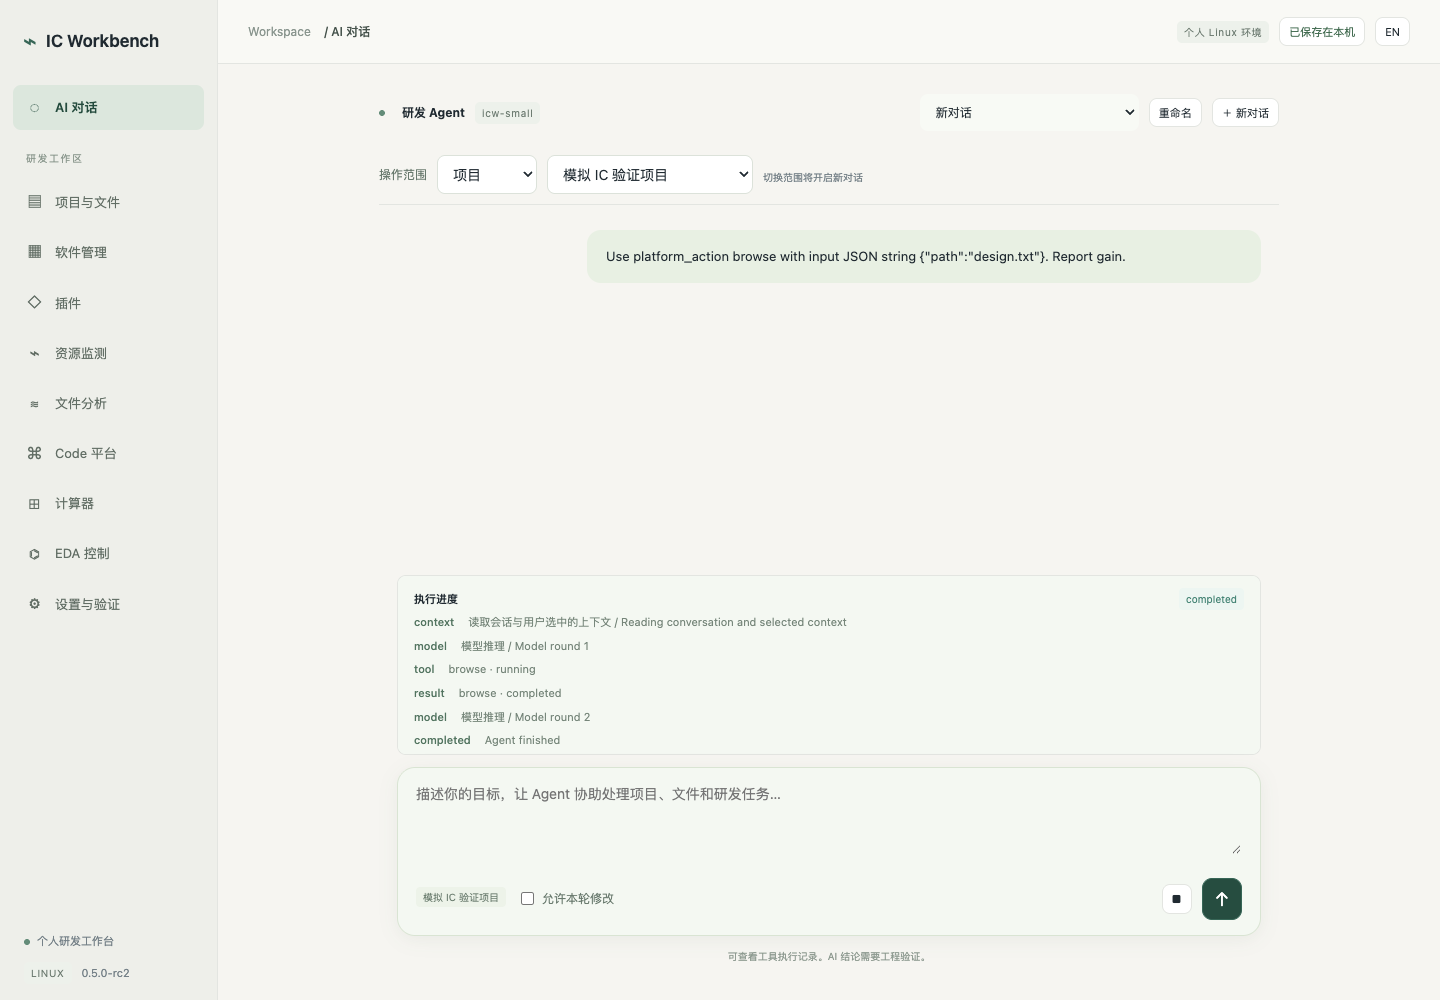 IC Workbench
Workspace / AI 对话
个人 Linux 环境
已保存在本机
EN
AI 对话
研发工作区
项目与文件
软件管理
插件
资源监测
文件分析
Code 平台
计算器
EDA 控制
设置与验证
个人研发工作台
LINUX 0.5.0-rc2
研发 Agent lcw-small
新对话
重命名
+ 新对话
操作范围 项目 模拟 IC 验证项目 切换范围将开启新对话
Use platform_action browse with input JSON string {"path":"design.txt"}. Report gain.
执行进度 completed
context 读取会话与用户选中的上下文 / Reading conversation and selected context
model 模型推理 / Model round 1
tool browse · running
result browse · completed
model 模型推理 / Model round 2
completed Agent finished
描述你的目标，让 Agent 协助处理项目、文件和研发任务...
模拟 IC 验证项目 允许本轮修改
可查看工具执行记录。AI 结论需要工程验证。